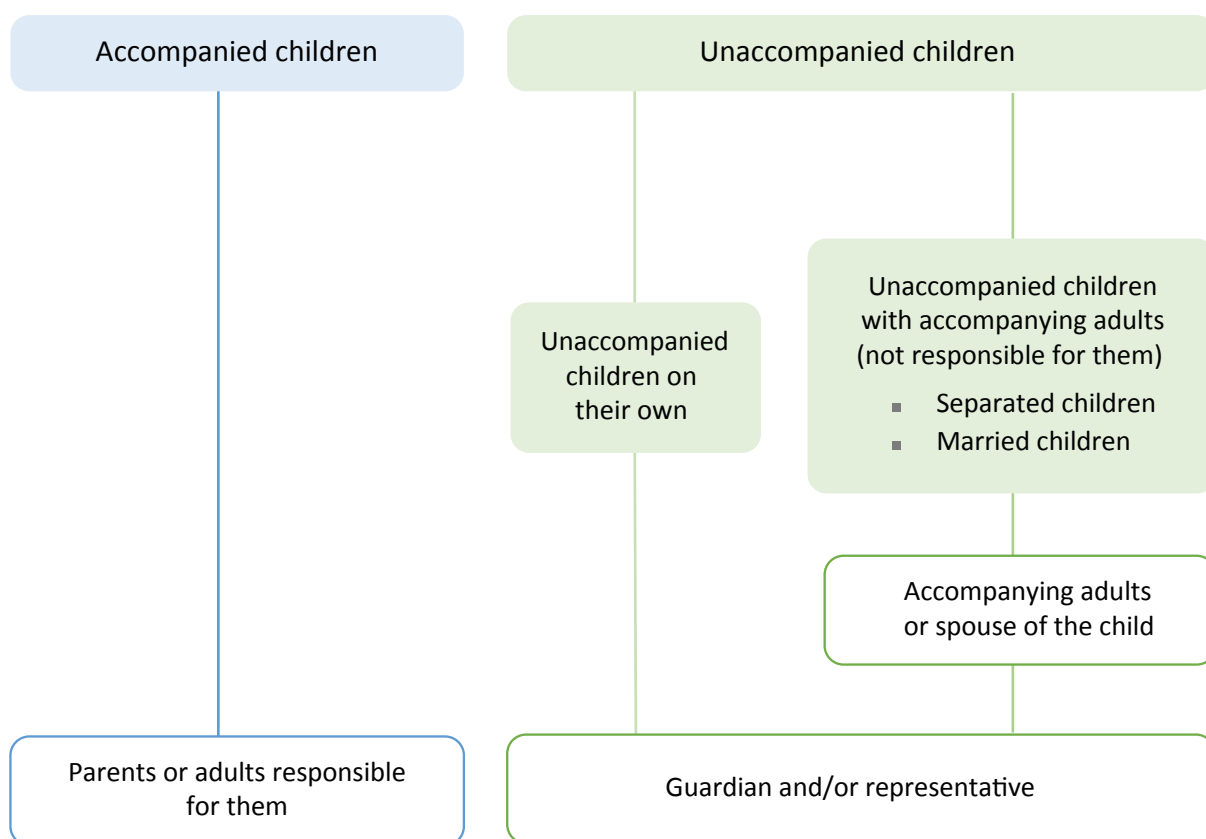 Accompanied children
Unaccompanied children
Unaccompanied
children on
their own
Unaccompanied children
with accompanying adults
(not responsible for them)
▪ Separated children
▪ Married children
Accompanying adults
or spouse of the child
Parents or adults responsible
for them
Guardian and/or representative